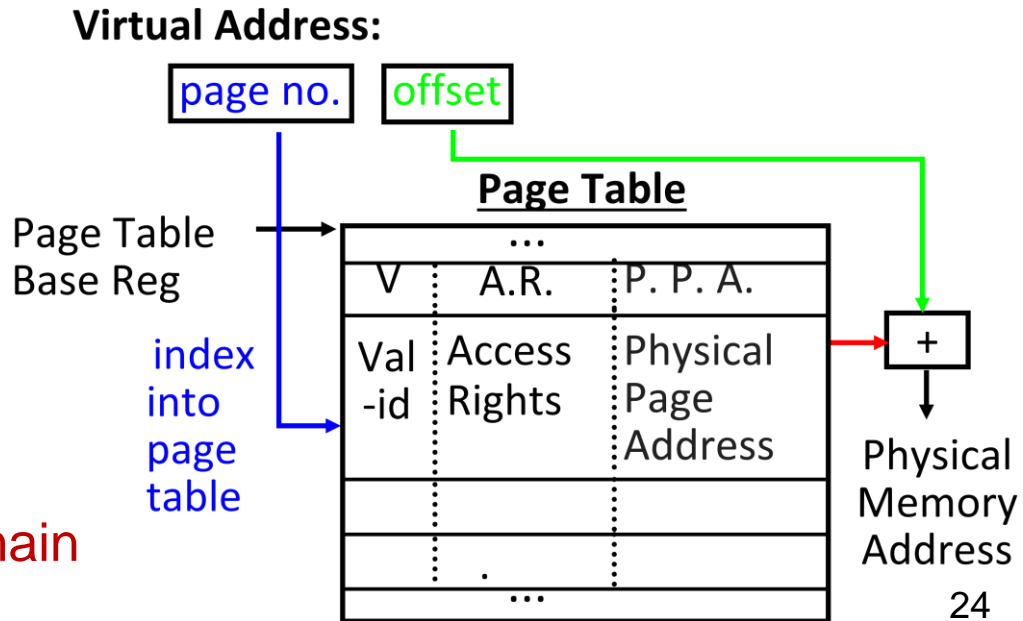 Virtual Address:
page no.
offset
Page Table
Page Table
Base Reg
...
V
A.R.
P. P. A.
index
into
page
table
Val
-id
Access
Rights
Physical
Page
Address
+
Physical
Memory
Address
.
...
24